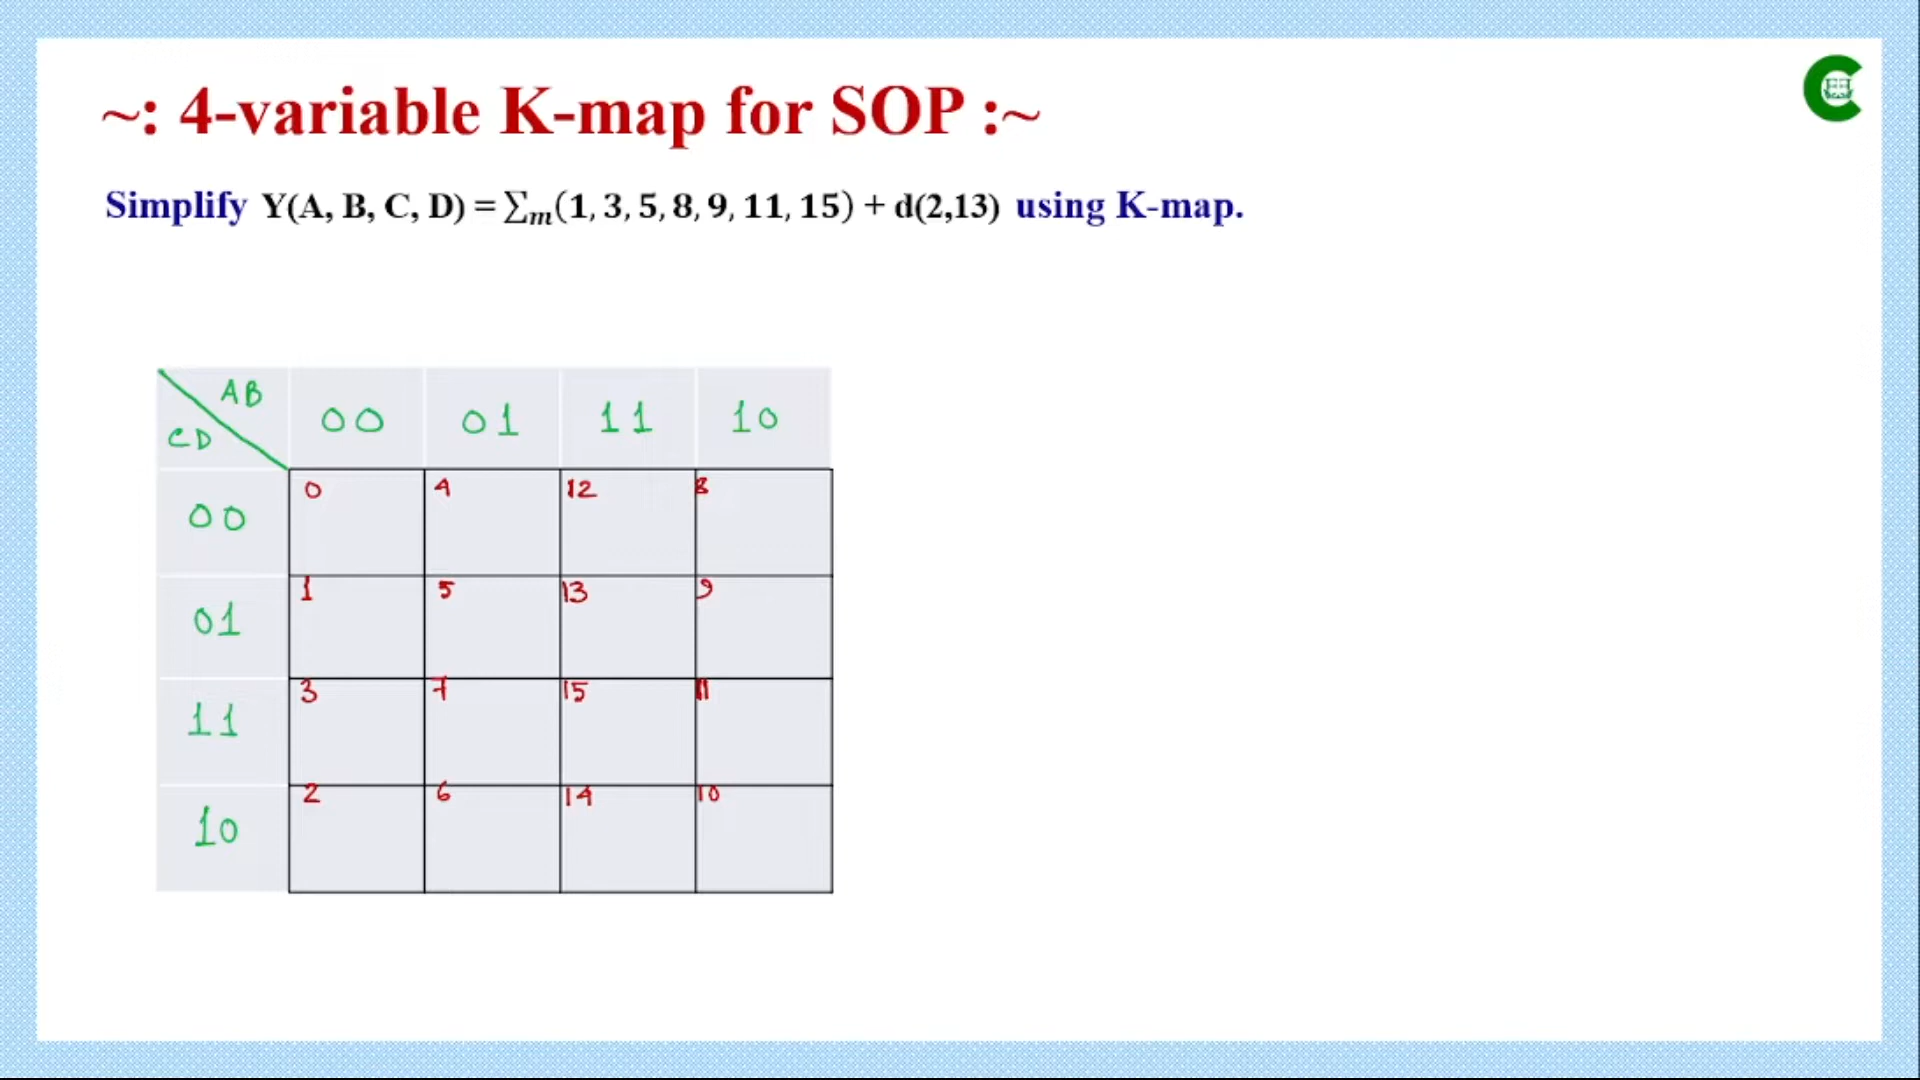 ~: 4-variable K-map for SOP :~
Simplify Y(A, B, C, D) = ∑m(1, 3, 5, 8, 9, 11, 15) + d(2,13) using K-map.
AB
CD
00 01 11 10
00
0 4 12 8
01
1 5 13 9
11
3 7 15 11
10
2 6 14 10